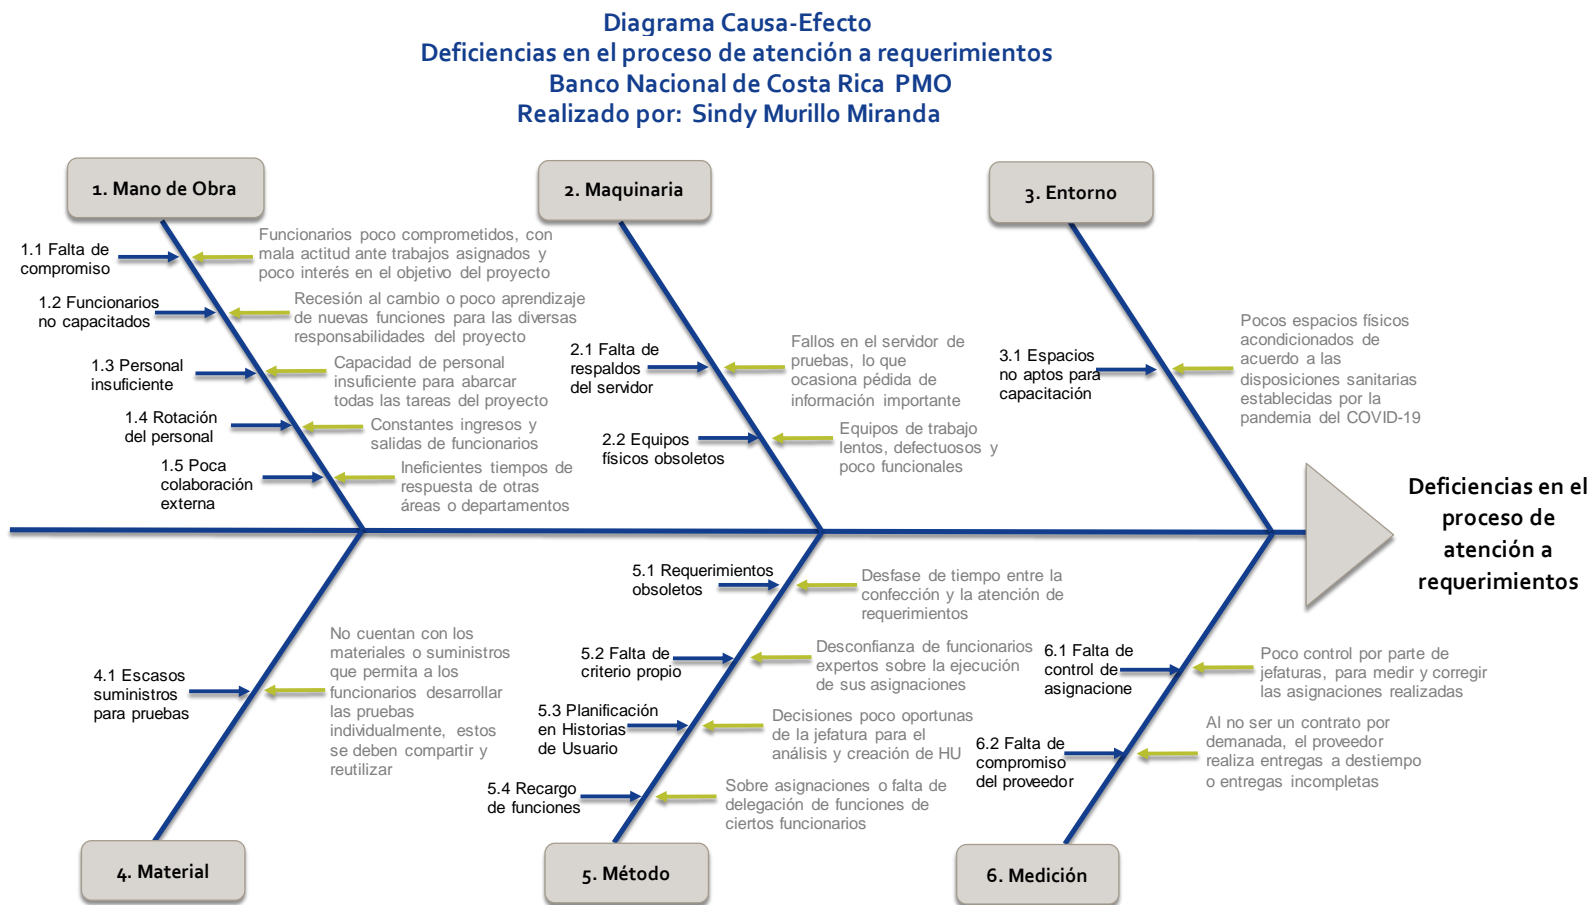 Diagrama Causa-Efecto
Deficiencias en el proceso de atención a requerimientos
Banco Nacional de Costa Rica PMO
Realizado por: Sindy Murillo Miranda
1. Mano de Obra
1.1 Falta de
compromiso
Funcionarios poco comprometidos, con
mala actitud ante trabajos asignados y
poco interés en el objetivo del proyecto
1.2 Funcionarios
no capacitados
Recesión al cambio o poco aprendizaje
de nuevas funciones para las diversas
responsabilidades del proyecto
1.3 Personal
insuficiente
Capacidad de personal
insuficiente para abarcar
todas las tareas del proyecto
1.4 Rotación
del personal
Constantes ingresos y
salidas de funcionarios
1.5 Poca
colaboración
externa
Ineficientes tiempos de
respuesta de otras
áreas o departamentos
2. Maquinaria
2.1 Falta de
respaldos
del servidor
Fallos en el servidor de
pruebas, lo que
ocasiona pédida de
información importante
2.2 Equipos
físicos obsoletos
Equipos de trabajo
lentos, defectuosos y
poco funcionales
3. Entorno
3.1 Espacios
no aptos para
capacitación
Pocos espacios físicos
acondicionados de
acuerdo a las
disposiciones sanitarias
establecidas por la
pandemia del COVID-19
Deficiencias en el
proceso de
atención a
requerimientos
4.1 Escasos
suministros
para pruebas
No cuentan con los
materiales o suministros
que permita a los
funcionarios desarrollar
las pruebas
individualmente, estos
se deben compartir y
reutilizar
4. Material
5.1 Requerimientos
obsoletos
Desfase de tiempo entre la
confección y la atención de
requerimientos
5.2 Falta de
criterio propio
Desconfianza de funcionarios
expertos sobre la ejecución
de sus asignaciones
5.3 Planificación
en Historias
de Usuario
Decisiones poco oportunas
de la jefatura para el
análisis y creación de HU
5.4 Recargo
de funciones
Sobre asignaciones o falta de
delegación de funciones de
ciertos funcionarios
5. Método
6.1 Falta de
control de
asignacione
Poco control por parte de
jefaturas, para medir y corregir
las asignaciones realizadas
6.2 Falta de
compromiso
del proveedor
Al no ser un contrato por
demanada, el proveedor
realiza entregas a destiempo
o entregas incompletas
6. Medición